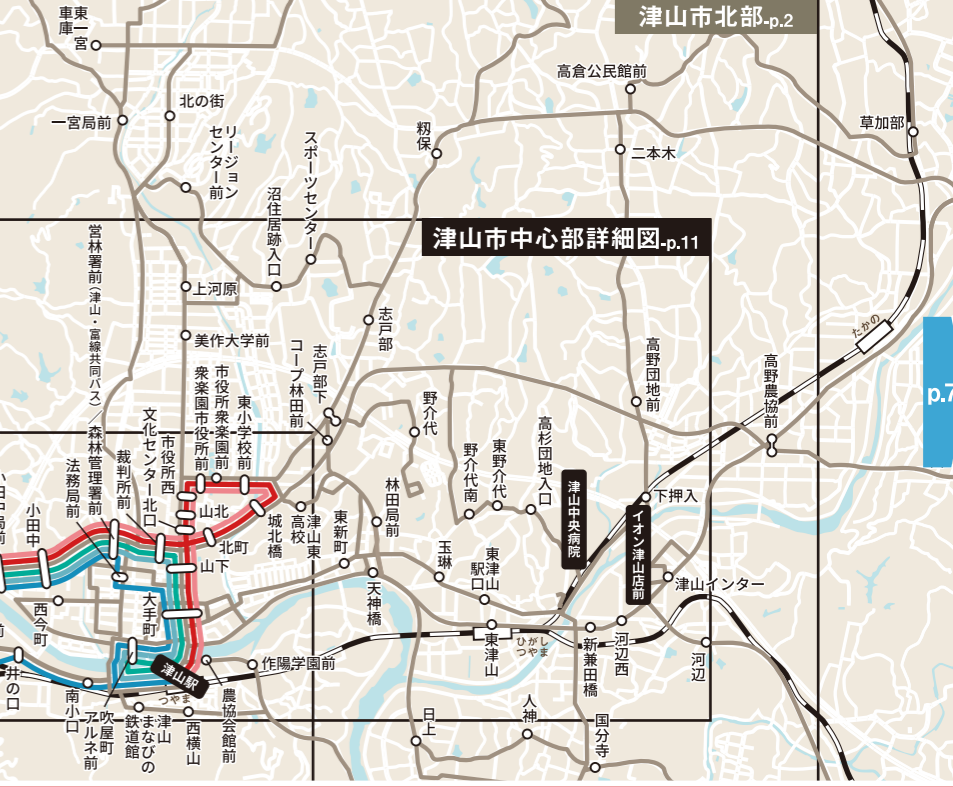 津山市北部-p.2
東一宮
車庫
高倉公民館前
北の街
一宮局前
リージョン
センター前
スポーツセンター
籾保
二本木
草加部
沼住居跡入口
津山市中心部詳細図-p.11
営林署前(津山・富線共同バス)
森林管理署前
上河原
志戸部
美作大学前
たかの
コープ林田前
志戸部下
高野団地前
高野農協前
p.7
衆楽園市役所前
市役所衆楽園前
東小学校前
野介代
文化センター北口
市役所西
裁判所前
法務局前
野介代南
東野介代
高杉団地入口
津山中央病院
下押入
イオン津山店前
小田中
山北
城北橋
津山東
高校
東新町
林田局前
北町
山下
玉琳
東津山
駅口
津山インター
西今町
大手町
天神橋
東津山
ひがし
つやま
新兼田橋
河辺西
河辺
作陽学園前
井の口
津山駅
つやま
南小口
吹屋町
アルネ前
津山
まなびの
鉄道館
西横山
農協会館前
日上
人神
国分寺